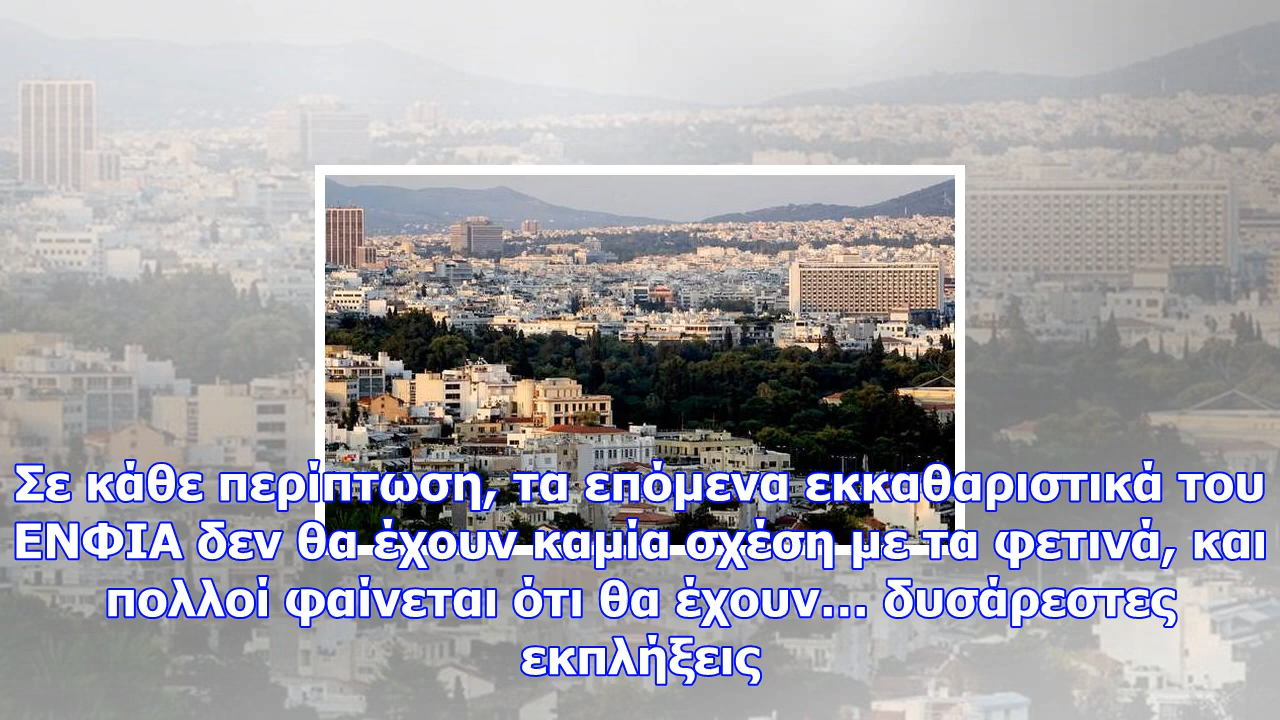 Σε κάθε περίπτωση, τα επόμενα εκκαθαριστικά του
ΕΝΦΙΑ δεν θα έχουν καμία σχέση με τα φετινά, και
πολλοί φαίνεται ότι θα έχουν... δυσάρεστες
εκπλήξεις